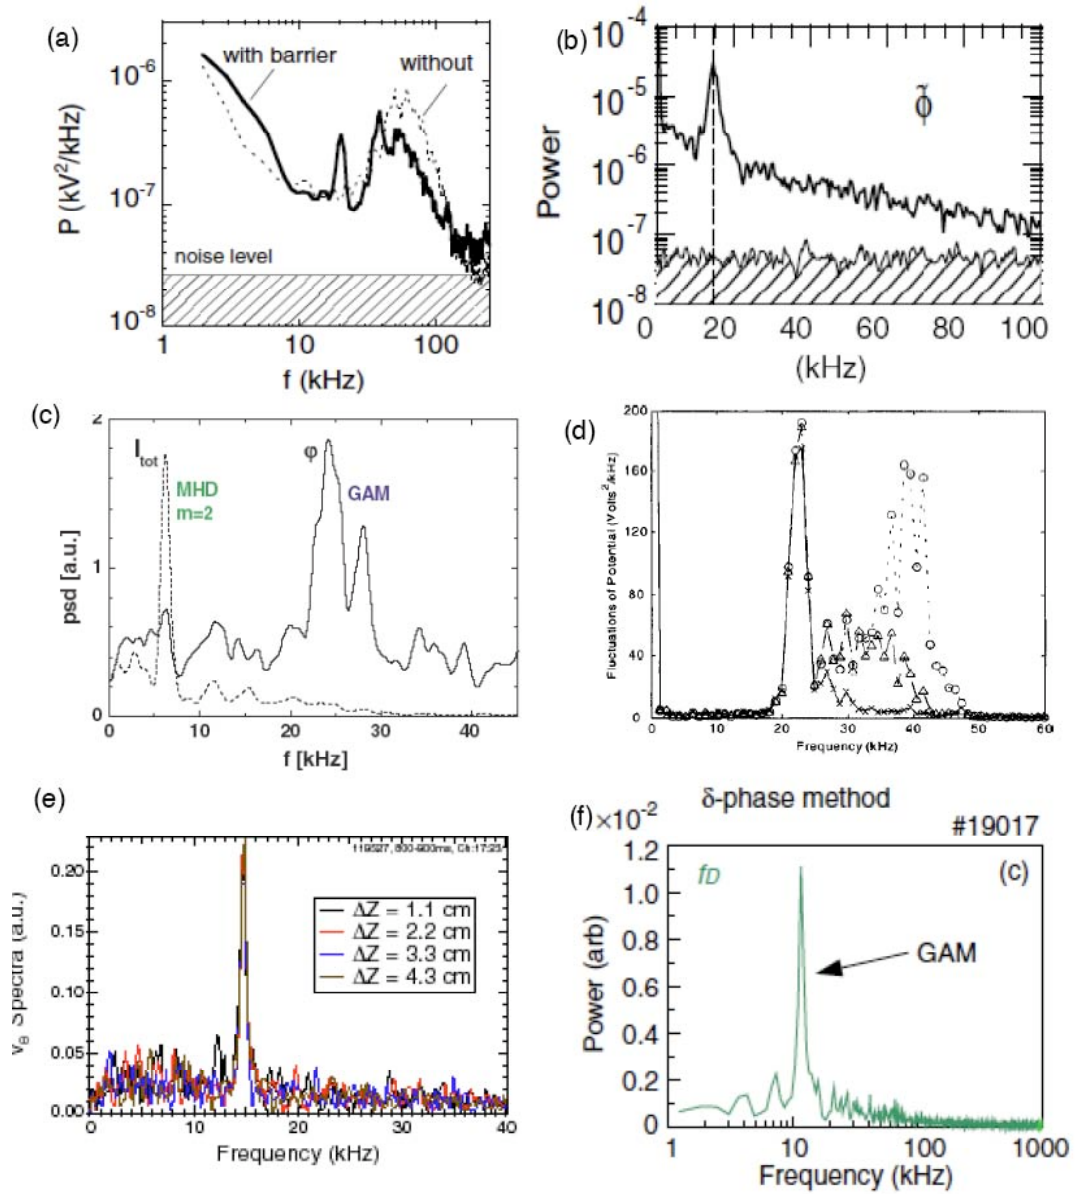 (a)
with barrier
without
noise level
P (kV²/kHz)
10⁻⁶
10⁻⁷
10⁻⁸
1 10 100
f (kHz)
(b)
ϕ̃
Power
10⁻⁴
10⁻⁵
10⁻⁶
10⁻⁷
10⁻⁸
0 20 40 60 80 100
(kHz)
(c)
I_tot
MHD
m=2
φ
GAM
psd [a.u.]
2
1
0
0 10 20 30 40
f [kHz]
(d)
Fluctuations of Potential (Volts²/kHz)
200
160
120
80
40
0
0 10 20 30 40 50 60
Frequency (kHz)
(e)
ΔZ = 1.1 cm
ΔZ = 2.2 cm
ΔZ = 3.3 cm
ΔZ = 4.3 cm
v_θ Spectra (a.u.)
0.20
0.15
0.10
0.05
0.00
0 10 20 30 40
Frequency (kHz)
(f) ×10⁻² δ-phase method
#19017
f_D
(c)
GAM
Power (arb)
1.2
1.0
0.8
0.6
0.4
0.2
0
1 10 100 1000
Frequency (kHz)